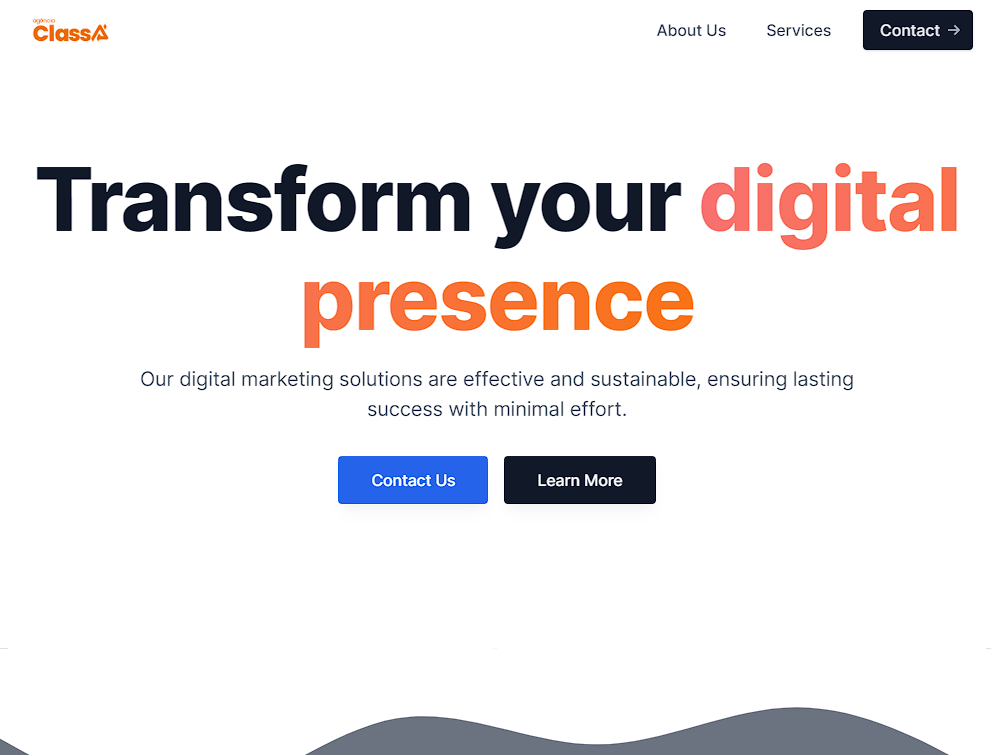 agência
ClassA
About Us
Services
Contact →
Transform your digital
presence
Our digital marketing solutions are effective and sustainable, ensuring lasting
success with minimal effort.
Contact Us
Learn More